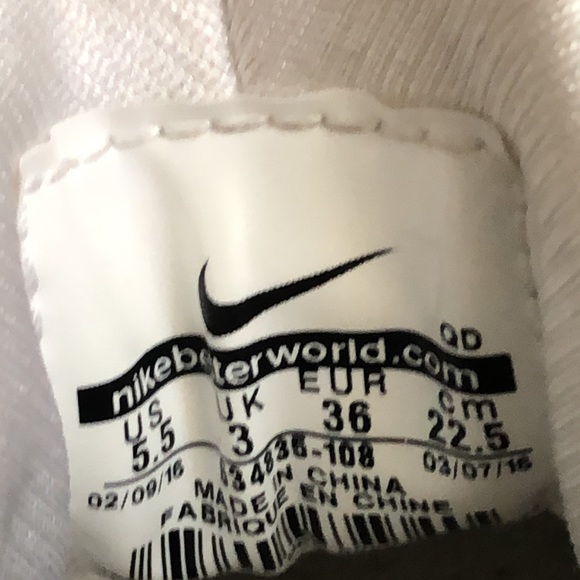 QD
nikebetterworld.com
US UK EUR cm
5.5 3 36 22.5
02/09/16 03/07/16
MADE IN CHINA
FABRIQUE EN CHINE